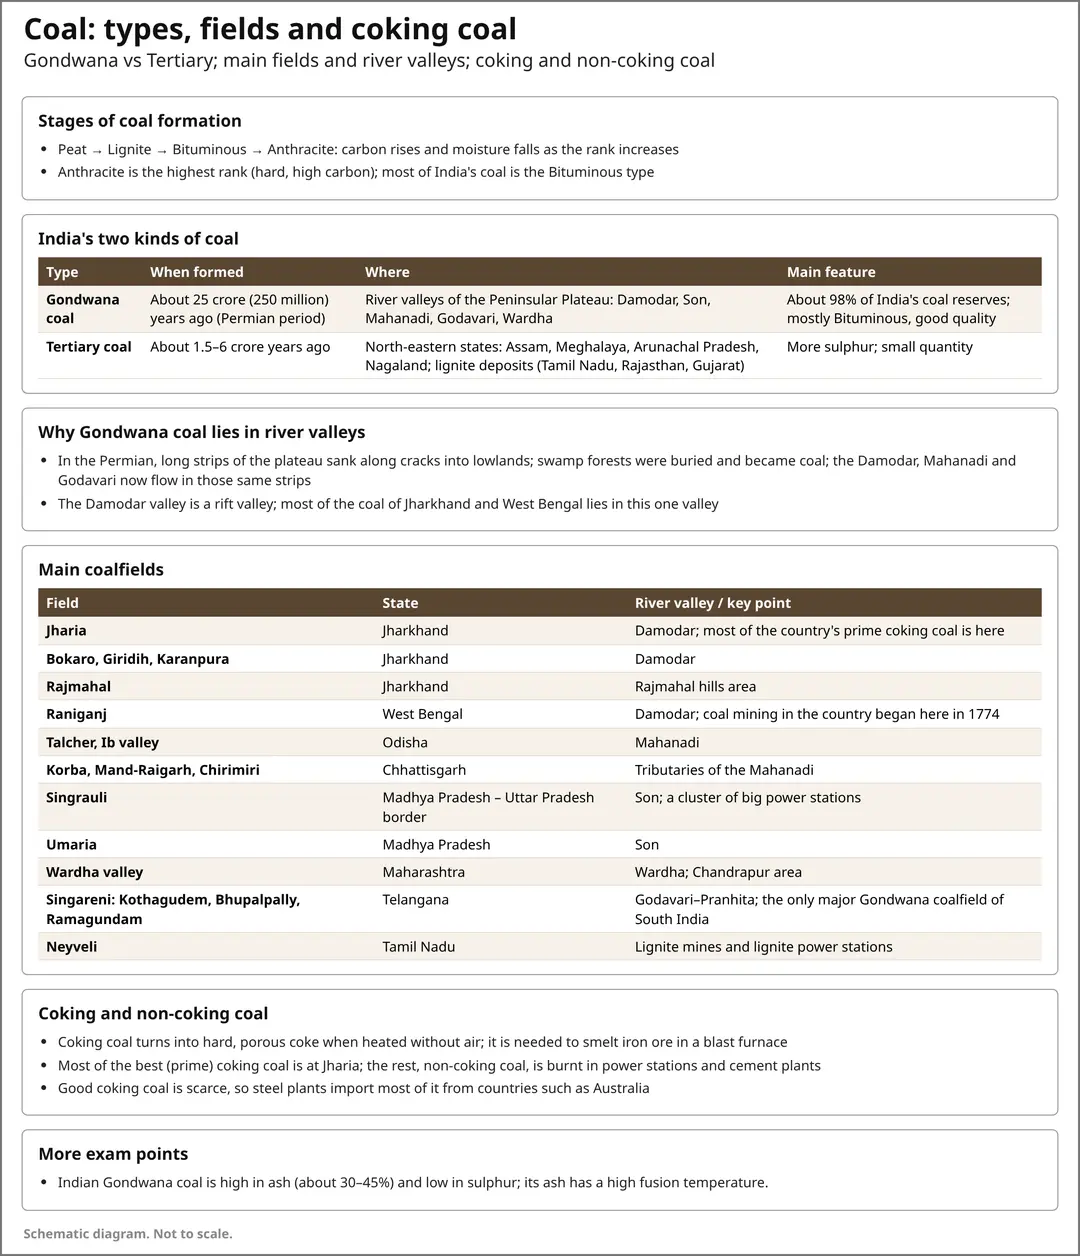 Coal: types, fields and coking coal
Gondwana vs Tertiary; main fields and river valleys; coking and non-coking coal
Stages of coal formation
• Peat → Lignite → Bituminous → Anthracite: carbon rises and moisture falls as the rank increases
• Anthracite is the highest rank (hard, high carbon); most of India's coal is the Bituminous type
India's two kinds of coal
Type When formed Where Main feature
Gondwana About 25 crore (250 million) River valleys of the Peninsular Plateau: Damodar, Son, About 98% of India's coal reserves;
coal years ago (Permian period) Mahanadi, Godavari, Wardha mostly Bituminous, good quality
Tertiary coal About 1.5–6 crore years ago North-eastern states: Assam, Meghalaya, Arunachal Pradesh, More sulphur; small quantity
Nagaland; lignite deposits (Tamil Nadu, Rajasthan, Gujarat)
Why Gondwana coal lies in river valleys
• In the Permian, long strips of the plateau sank along cracks into lowlands; swamp forests were buried and became coal; the Damodar, Mahanadi and
Godavari now flow in those same strips
• The Damodar valley is a rift valley; most of the coal of Jharkhand and West Bengal lies in this one valley
Main coalfields
Field State River valley / key point
Jharia Jharkhand Damodar; most of the country's prime coking coal is here
Bokaro, Giridih, Karanpura Jharkhand Damodar
Rajmahal Jharkhand Rajmahal hills area
Raniganj West Bengal Damodar; coal mining in the country began here in 1774
Talcher, Ib valley Odisha Mahanadi
Korba, Mand-Raigarh, Chirimiri Chhattisgarh Tributaries of the Mahanadi
Singrauli Madhya Pradesh – Uttar Pradesh Son; a cluster of big power stations
border
Umaria Madhya Pradesh Son
Wardha valley Maharashtra Wardha; Chandrapur area
Singareni: Kothagudem, Bhupalpally, Telangana Godavari–Pranhita; the only major Gondwana coalfield of
Ramagundam South India
Neyveli Tamil Nadu Lignite mines and lignite power stations
Coking and non-coking coal
• Coking coal turns into hard, porous coke when heated without air; it is needed to smelt iron ore in a blast furnace
• Most of the best (prime) coking coal is at Jharia; the rest, non-coking coal, is burnt in power stations and cement plants
• Good coking coal is scarce, so steel plants import most of it from countries such as Australia
More exam points
• Indian Gondwana coal is high in ash (about 30–45%) and low in sulphur; its ash has a high fusion temperature.
Schematic diagram. Not to scale.